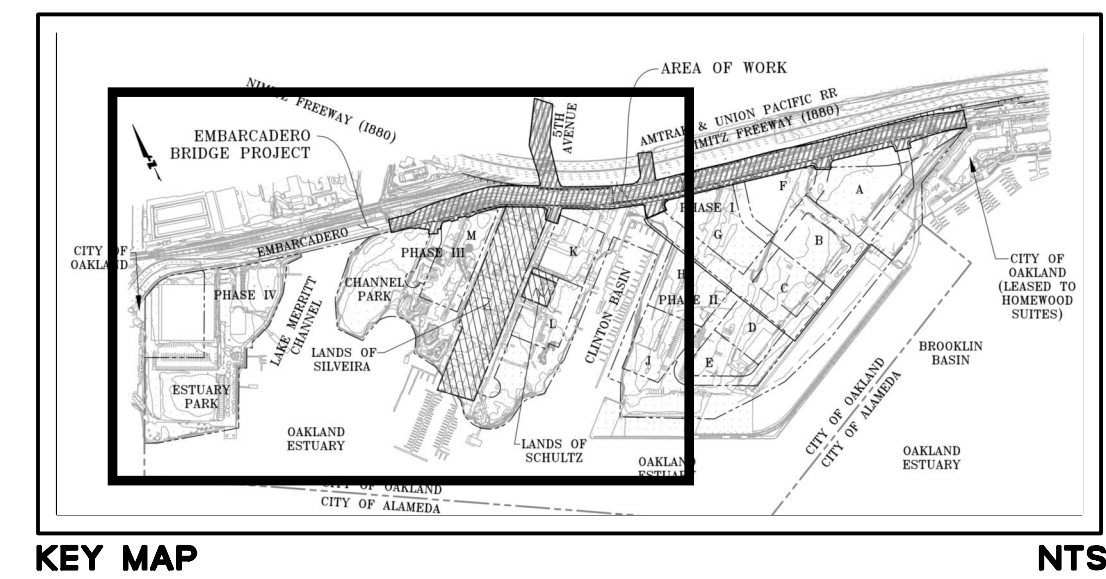 AREA OF WORK
NIMITZ FREEWAY (I880)
EMBARCADERO
BRIDGE PROJECT
5TH
AVENUE
AMTRAK & UNION PACIFIC RR
NIMITZ FREEWAY (I880)
CITY OF
OAKLAND
EMBARCADERO
PHASE III
M
K
PHASE I
G
F
A
B
C
H
PHASE II
D
E
J
L
CHANNEL
PARK
PHASE IV
LAKE MERRITT
CHANNEL
LANDS OF
SILVEIRA
CLINTON BASIN
ESTUARY
PARK
OAKLAND
ESTUARY
LANDS OF
SCHULTZ
OAKLAND
ESTUARY
CITY OF
OAKLAND
(LEASED TO
HOMEWOOD
SUITES)
BROOKLIN
BASIN
CITY OF OAKLAND
CITY OF ALAMEDA
OAKLAND
ESTUARY
CITY OF OAKLAND
CITY OF ALAMEDA
KEY MAP
NTS